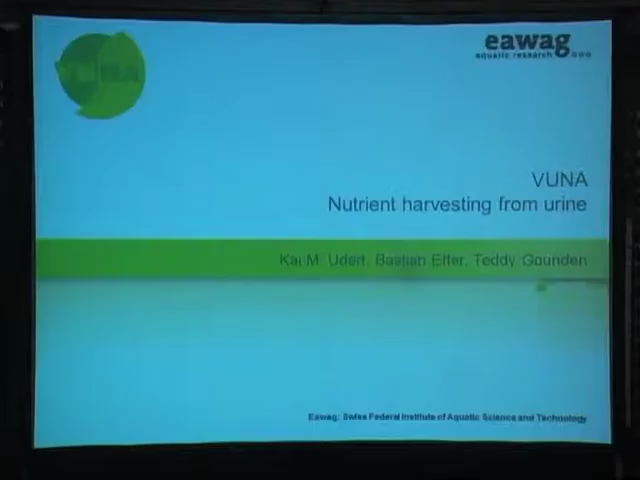 eawag
aquatic research
VUNA
Nutrient harvesting from urine
Kai M. Udert, Bastian Etter, Teddy Gounden
Eawag: Swiss Federal Institute of Aquatic Science and Technology